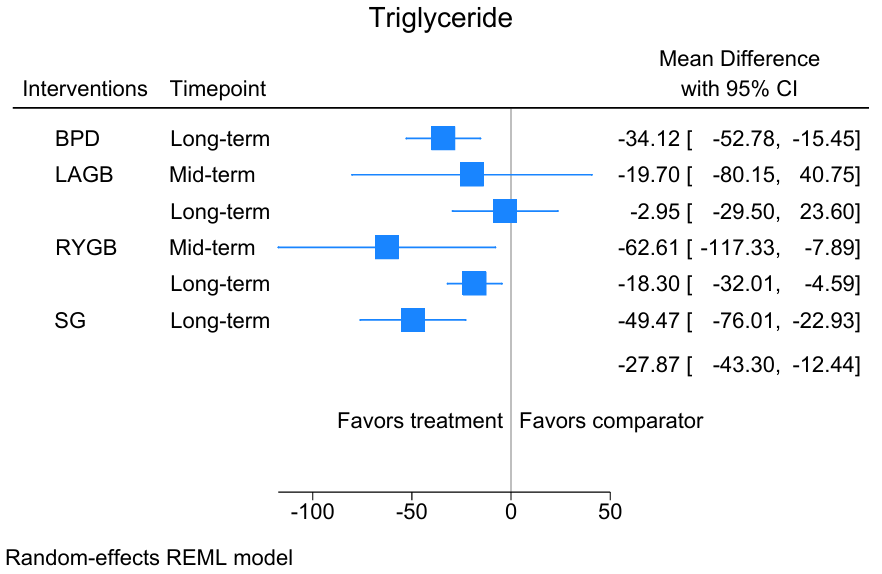 Triglyceride
Mean Difference
Interventions Timepoint with 95% CI
BPD Long-term -34.12 [ -52.78, -15.45]
LAGB Mid-term -19.70 [ -80.15, 40.75]
Long-term -2.95 [ -29.50, 23.60]
RYGB Mid-term -62.61 [ -117.33, -7.89]
Long-term -18.30 [ -32.01, -4.59]
SG Long-term -49.47 [ -76.01, -22.93]
-27.87 [ -43.30, -12.44]
Favors treatment Favors comparator
-100 -50 0 50
Random-effects REML model